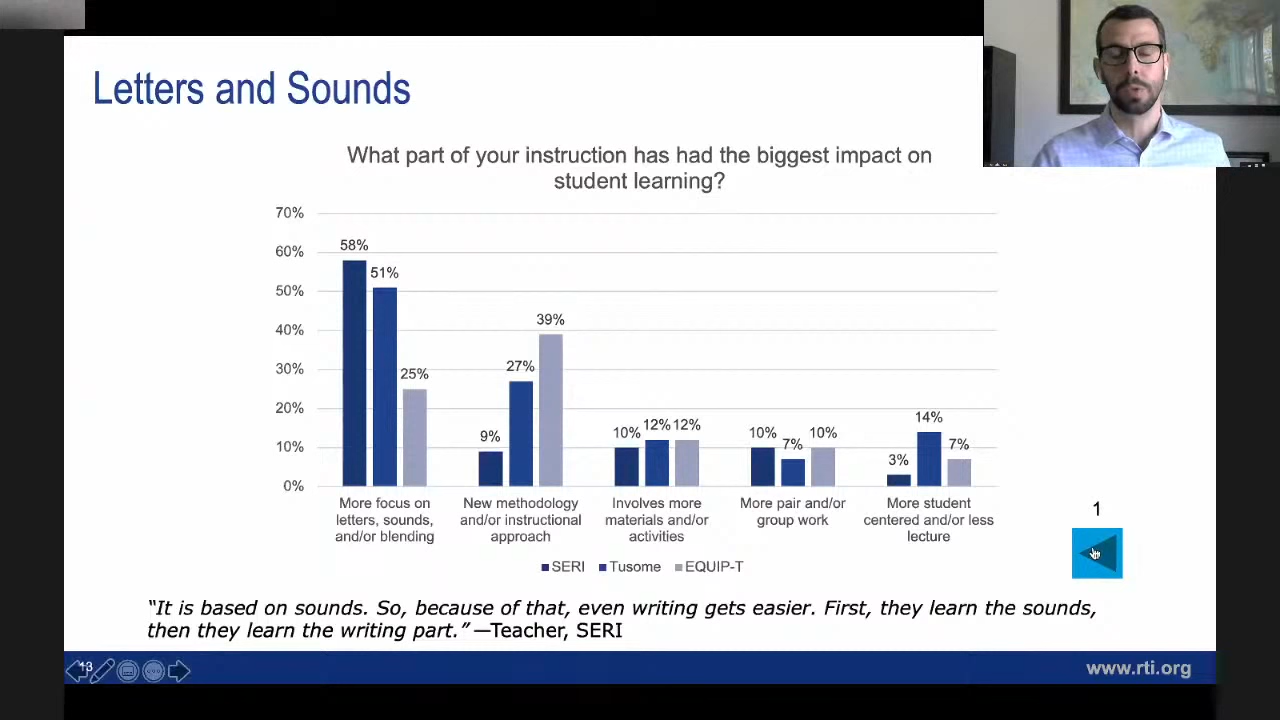 Letters and Sounds
What part of your instruction has had the biggest impact on
student learning?
70%
60%
50%
40%
30%
20%
10%
0%
58%
51%
25%
9%
27%
39%
10%
12%
12%
10%
7%
10%
3%
14%
7%
More focus on
letters, sounds,
and/or blending
New methodology
and/or instructional
approach
Involves more
materials and/or
activities
More pair and/or
group work
More student
centered and/or less
lecture
SERI Tusome EQUIP-T
1
“It is based on sounds. So, because of that, even writing gets easier. First, they learn the sounds,
then they learn the writing part.” —Teacher, SERI
13
www.rti.org